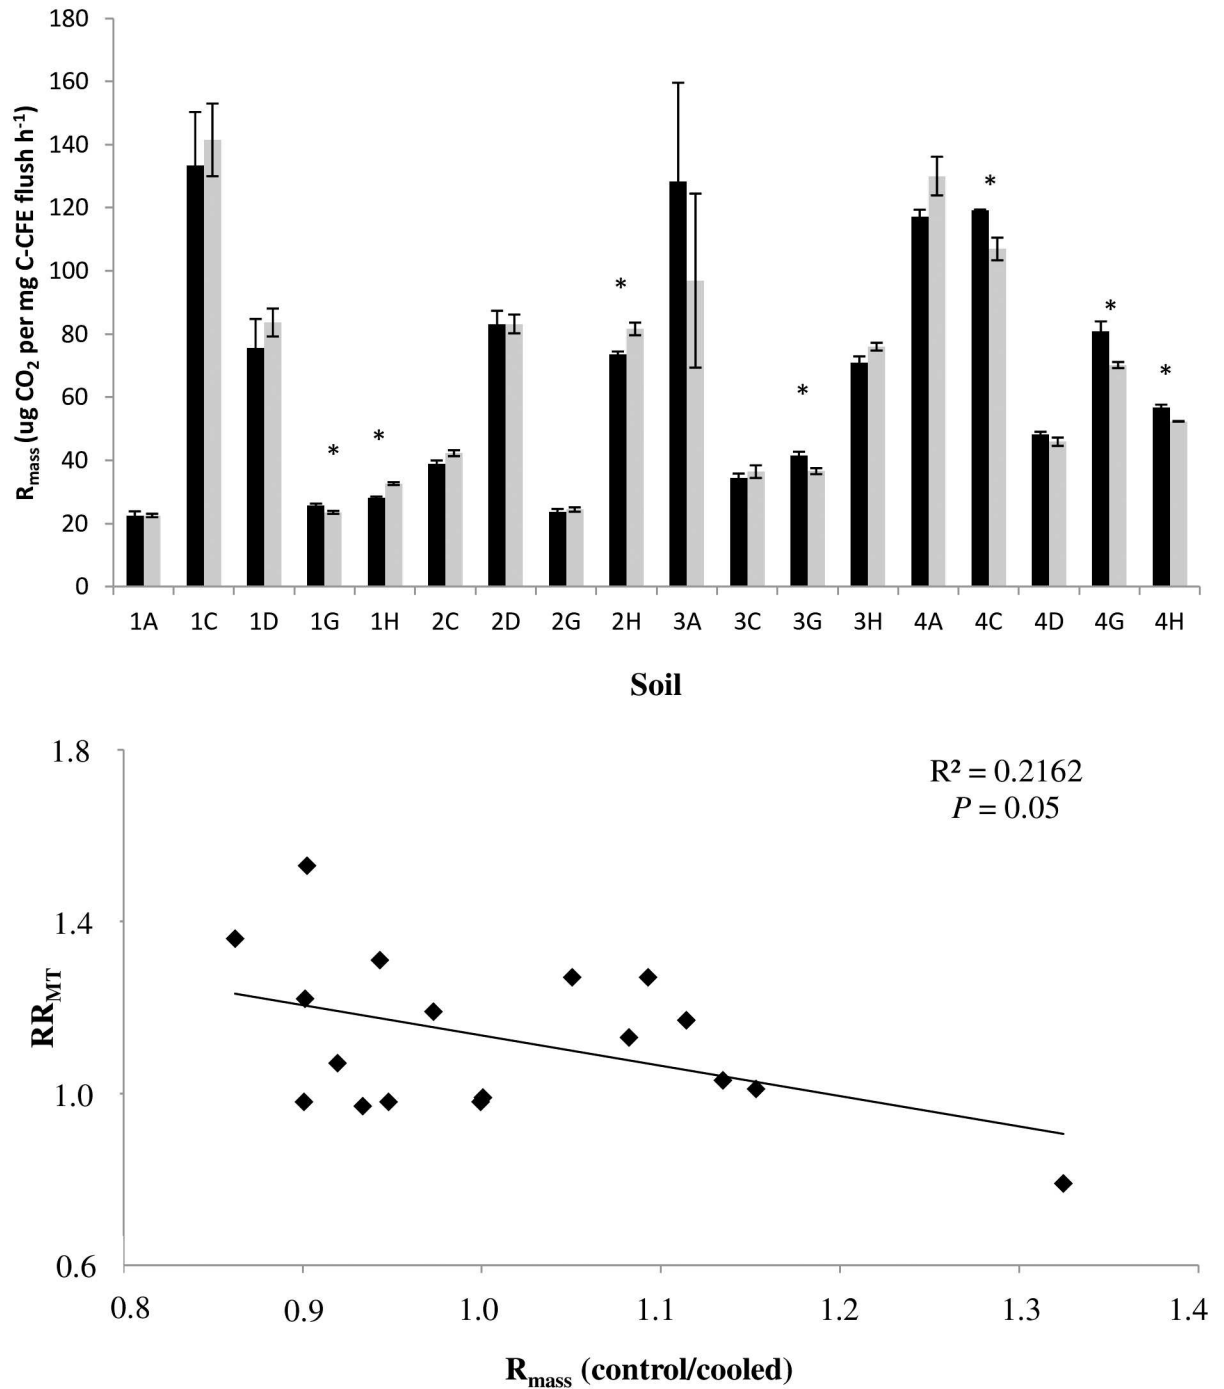 180
160
140
120
100
80
60
40
20
0
R_mass (ug CO₂ per mg C-CFE flush h⁻¹)
*
*
*
*
*
*
*
1A 1C 1D 1G 1H 2C 2D 2G 2H 3A 3C 3G 3H 4A 4C 4D 4G 4H
Soil
1.8
1.4
1.0
0.6
RR_MT
R² = 0.2162
P = 0.05
0.8 0.9 1.0 1.1 1.2 1.3 1.4
R_mass (control/cooled)